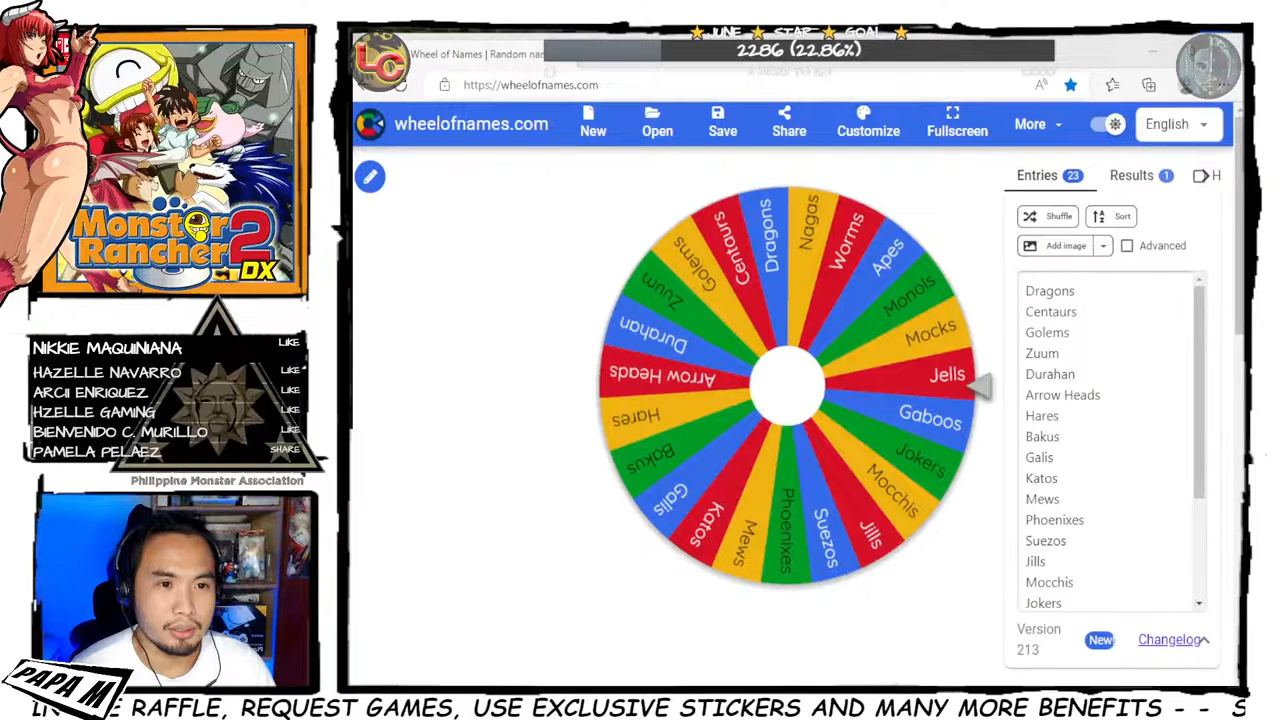 JUNE STAR GOAL
2286 (22.86%)
Monster
Rancher 2
DX
NIKKIE MAQUINIANA LIKE
HAZELLE NAVARRO LIKE
ARCII ENRIQUEZ LIKE
HZELLE GAMING LIKE
BIENVENIDO C. MURILLO LIKE
PAMELA PELAEZ SHARE
Philippine Monster Association
PAPA M
LC
Wheel of Names | Random nam
https://wheelofnames.com
wheelofnames.com
New
Open
Save
Share
Customize
Fullscreen
More
English
Entries 23
Results 1
H
Shuffle
Sort
Add image
Advanced
Dragons
Centaurs
Golems
Zuum
Durahan
Arrow Heads
Hares
Bakus
Galis
Katos
Mews
Phoenixes
Suezos
Jills
Mocchis
Jokers
Version
213
New!
Changelog
Dragons
Nagas
Worms
Apes
Monols
Mocks
Jells
Gaboos
Jokers
Mocchis
Jills
Suezos
Phoenixes
Mews
Katos
Galis
Bakus
Hares
Arrow Heads
Durahan
Zuum
Golems
Centaurs
RAFFLE, REQUEST GAMES, USE EXCLUSIVE STICKERS AND MANY MORE BENEFITS - - S